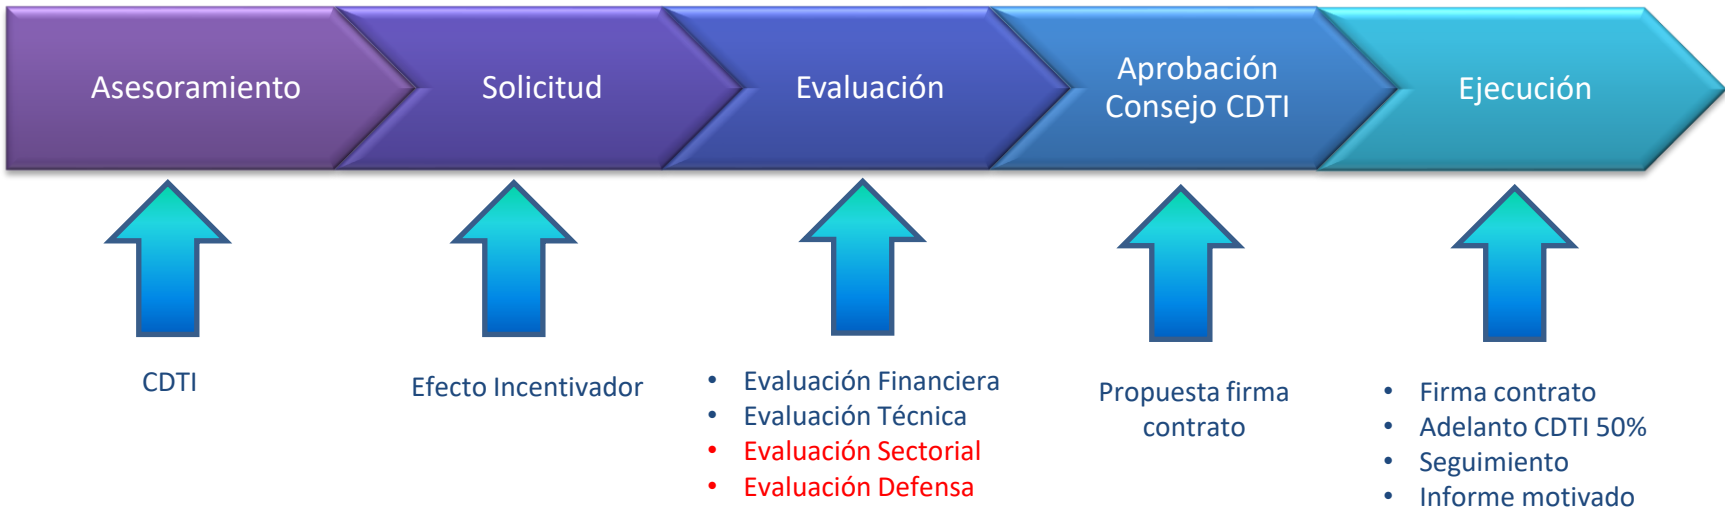 Asesoramiento
Solicitud
Evaluación
Aprobación
Consejo CDTI
Ejecución
CDTI
Efecto Incentivador
• Evaluación Financiera
• Evaluación Técnica
• Evaluación Sectorial
• Evaluación Defensa
Propuesta firma
contrato
• Firma contrato
• Adelanto CDTI 50%
• Seguimiento
• Informe motivado